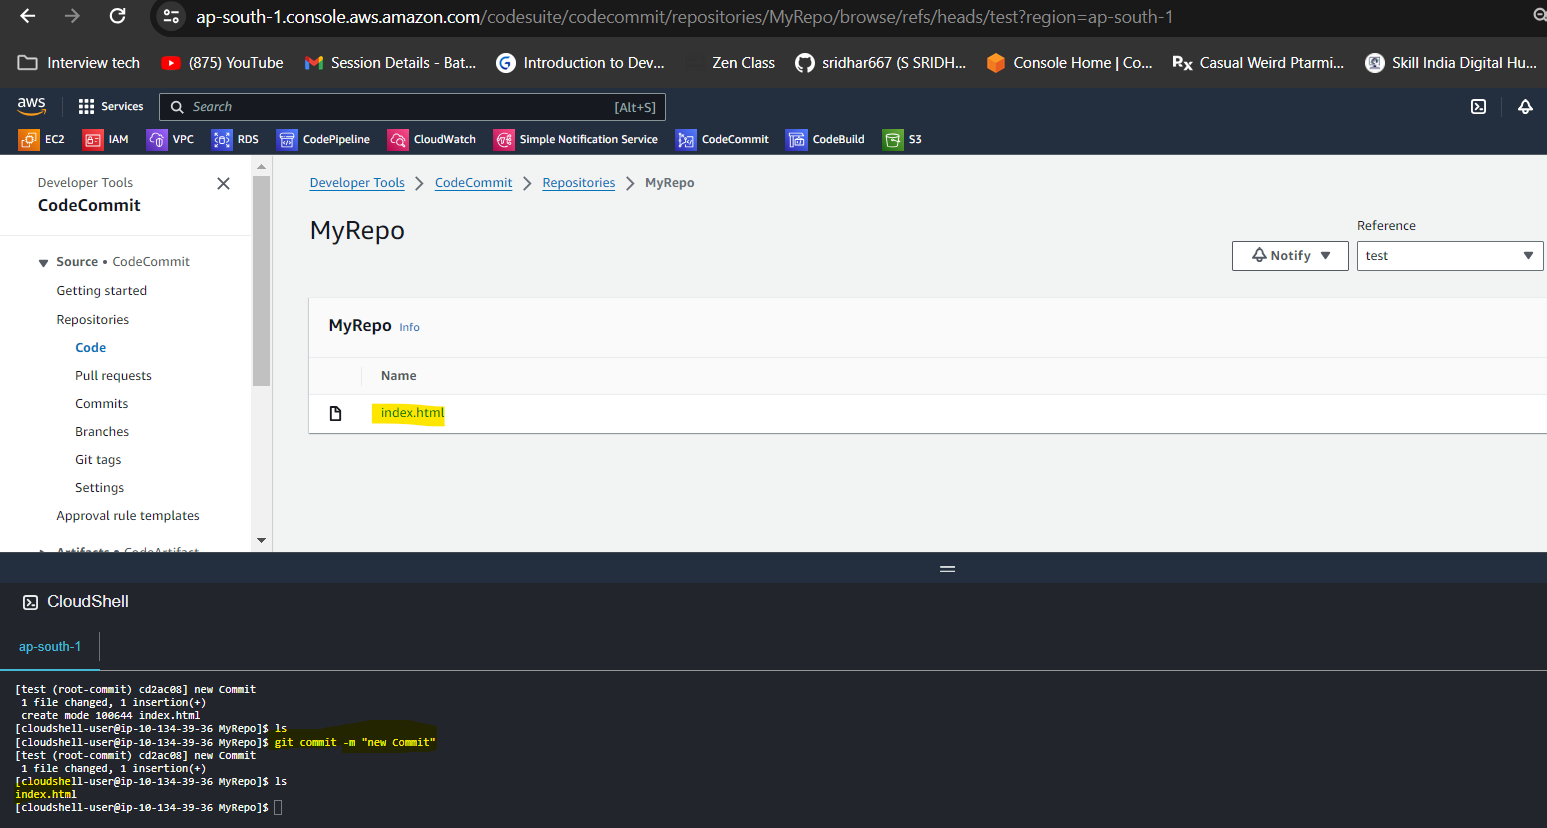 ap-south-1.console.aws.amazon.com/codesuite/codecommit/repositories/MyRepo/browse/refs/heads/test?region=ap-south-1
Interview tech (875) YouTube Session Details - Bat... Introduction to Dev... Zen Class sridhar667 (S SRIDH... Console Home | Co... Rx Casual Weird Ptarmi... Skill India Digital Hu...
aws Services Search [Alt+S]
EC2 IAM VPC RDS CodePipeline CloudWatch Simple Notification Service CodeCommit CodeBuild S3
Developer Tools
CodeCommit
Source • CodeCommit
Getting started
Repositories
Code
Pull requests
Commits
Branches
Git tags
Settings
Approval rule templates
Artifacts • CodeArtifact
Developer Tools CodeCommit Repositories MyRepo
MyRepo
Reference
Notify test
MyRepo Info
Name
index.html
CloudShell
ap-south-1
[test (root-commit) cd2ac08] new Commit
1 file changed, 1 insertion(+)
create mode 100644 index.html
[cloudshell-user@ip-10-134-39-36 MyRepo]$ ls
[cloudshell-user@ip-10-134-39-36 MyRepo]$ git commit -m "new Commit"
[test (root-commit) cd2ac08] new Commit
1 file changed, 1 insertion(+)
[cloudshell-user@ip-10-134-39-36 MyRepo]$ ls
index.html
[cloudshell-user@ip-10-134-39-36 MyRepo]$